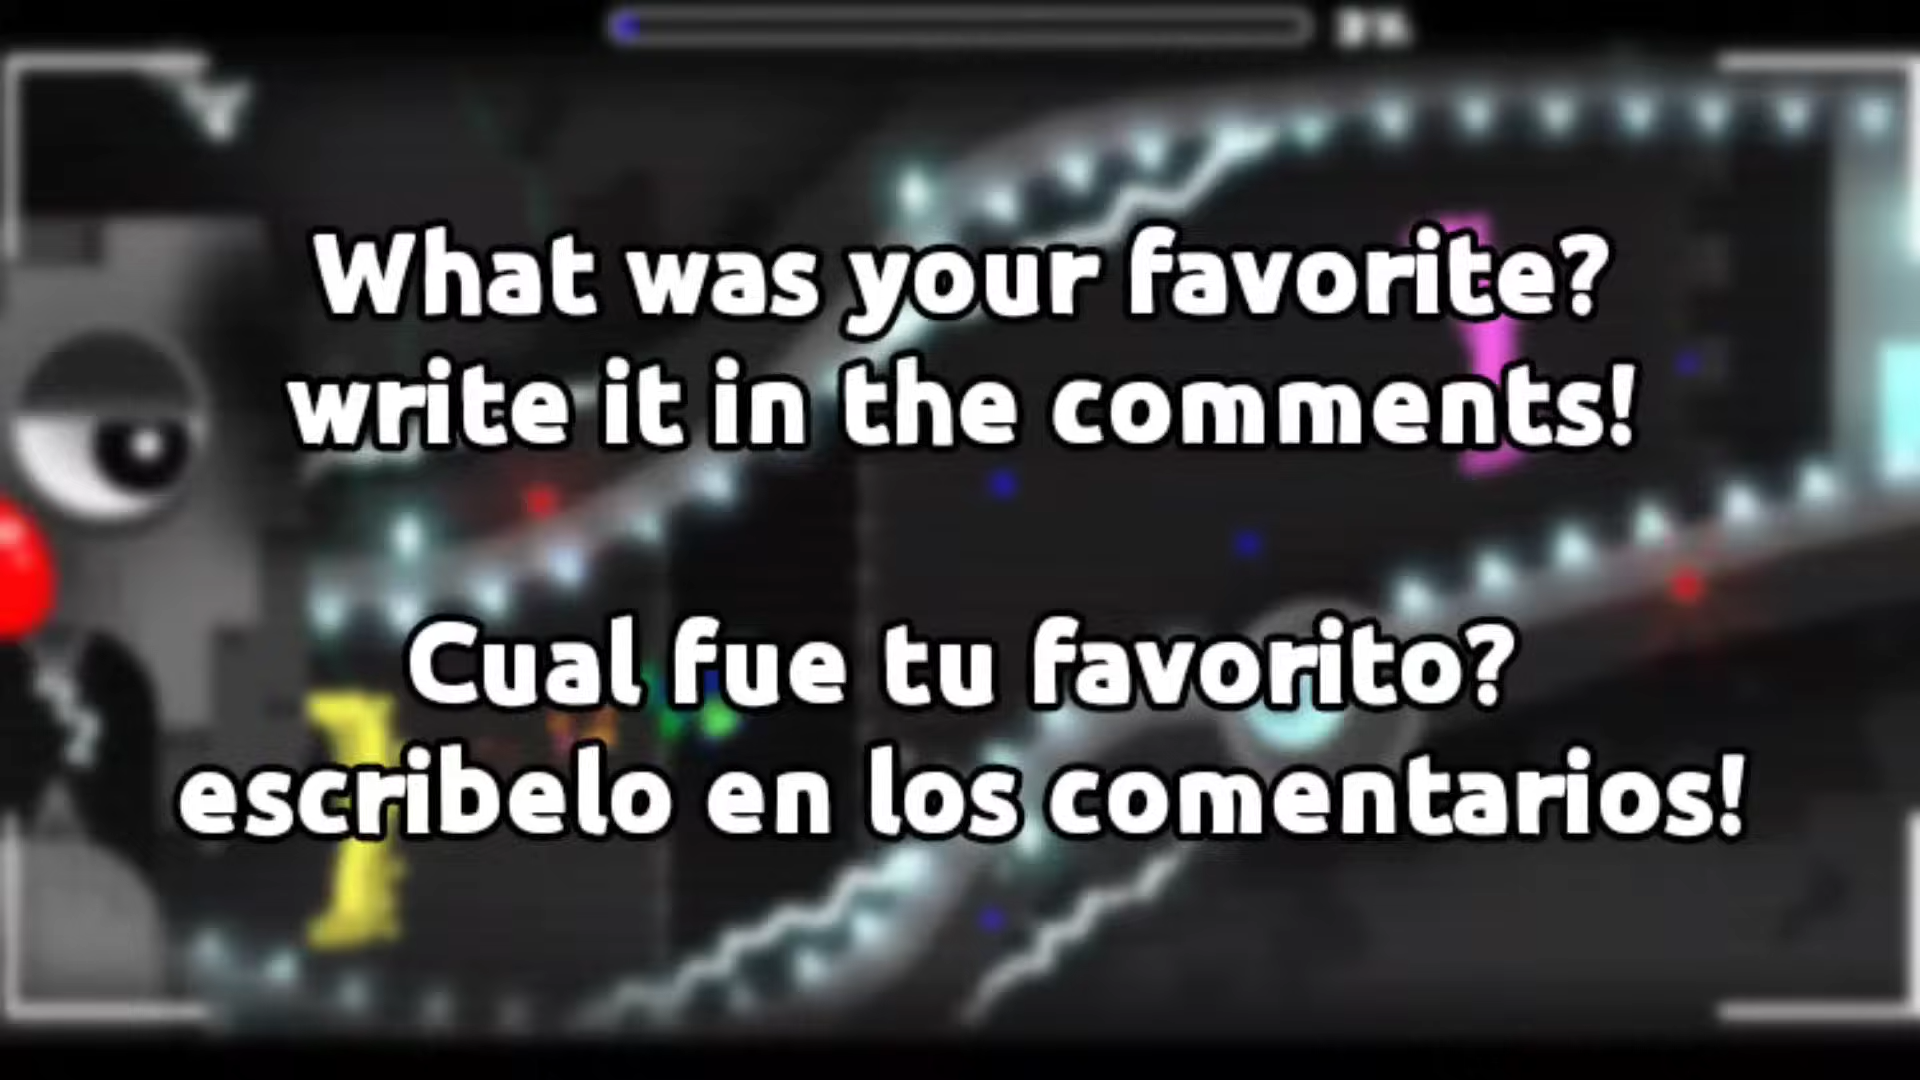 What was your favorite?
write it in the comments!
Cual fue tu favorito?
escribelo en los comentarios!